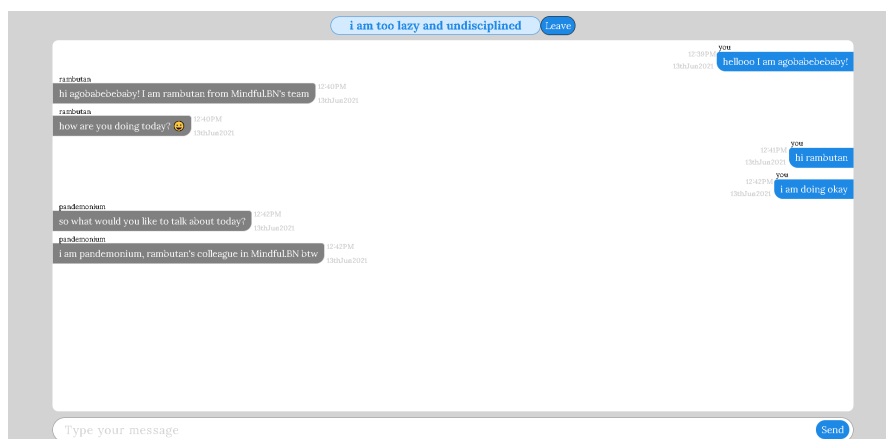 i am too lazy and undisciplined Leave
you
12:39PM
hellooo I am agobabebebaby!
13thJun2021
rambutan
hi agobabebebaby! I am rambutan from Mindful.BN's team
12:40PM
13thJun2021
rambutan
how are you doing today? 😀
12:40PM
13thJun2021
you
12:41PM
hi rambutan
13thJun2021
you
12:42PM
i am doing okay
13thJun2021
pandemonium
so what would you like to talk about today?
12:42PM
13thJun2021
pandemonium
i am pandemonium, rambutan's colleague in Mindful.BN btw
12:42PM
13thJun2021
Type your message Send